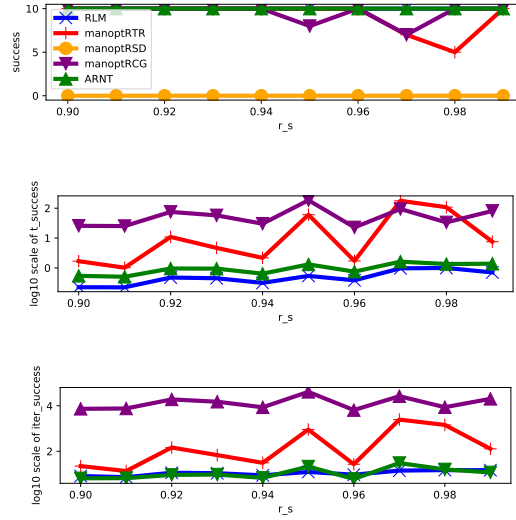 10
5
0
success
RLM
manoptRTR
manoptRSD
manoptRCG
ARNT
0.90 0.92 0.94 0.96 0.98
r_s
2
1
0
log10 scale of t_success
0.90 0.92 0.94 0.96 0.98
r_s
4
2
log10 scale of iter_success
0.90 0.92 0.94 0.96 0.98
r_s